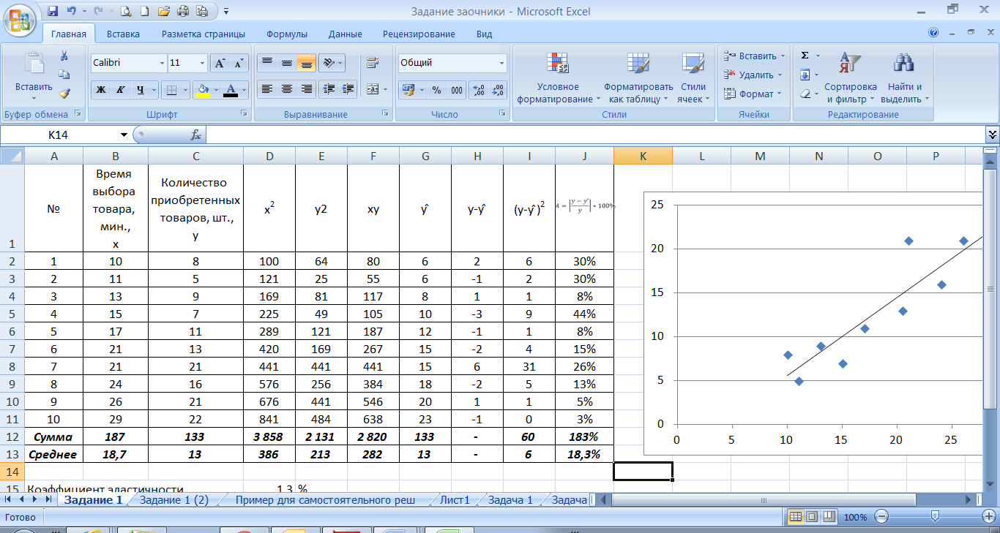 Задание заочники - Microsoft Excel
Главная Вставка Разметка страницы Формулы Данные Рецензирование Вид
Вставить
Calibri 11
Ж К Ч
А
Общий
% 000
Условное форматирование
Форматировать как таблицу
Стили ячеек
Вставить
Удалить
Формат
Σ
Сортировка и фильтр
Найти и выделить
Буфер обмена Шрифт Выравнивание Число Стили Ячейки Редактирование
K14 fx
A B C D E F G H I J K L M N O P
1 № Время выбора товара, мин., x Количество приобретенных товаров, шт., y x² y2 xy ŷ y-ŷ (y-ŷ)² A = |y − y^ / y| * 100%
2 1 10 8 100 64 80 6 2 6 30%
3 2 11 5 121 25 55 6 -1 2 30%
4 3 13 9 169 81 117 8 1 1 8%
5 4 15 7 225 49 105 10 -3 9 44%
6 5 17 11 289 121 187 12 -1 1 8%
7 6 21 13 420 169 267 15 -2 4 15%
8 7 21 21 441 441 441 15 6 31 26%
9 8 24 16 576 256 384 18 -2 5 13%
10 9 26 21 676 441 546 20 1 1 5%
11 10 29 22 841 484 638 23 -1 0 3%
12 Сумма 187 133 3 858 2 131 2 820 133 - 60 183%
13 Среднее 18,7 13 386 213 282 13 - 6 18,3%
14
15 Коэффициент эластичности 1,3 %
25
20
15
10
5
0
0 5 10 15 20 25
Задание 1 Задание 1 (2) Пример для самостоятельного реш Лист1 Задача 1 Задача
Готово 100%